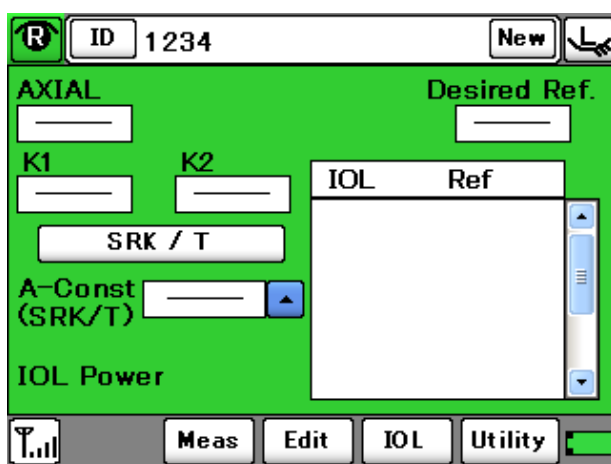 R ID 1234 New L
AXIAL Desired Ref.
K1 K2
IOL Ref
SRK / T
A-Const
(SRK/T)
IOL Power
Meas Edit IOL Utility